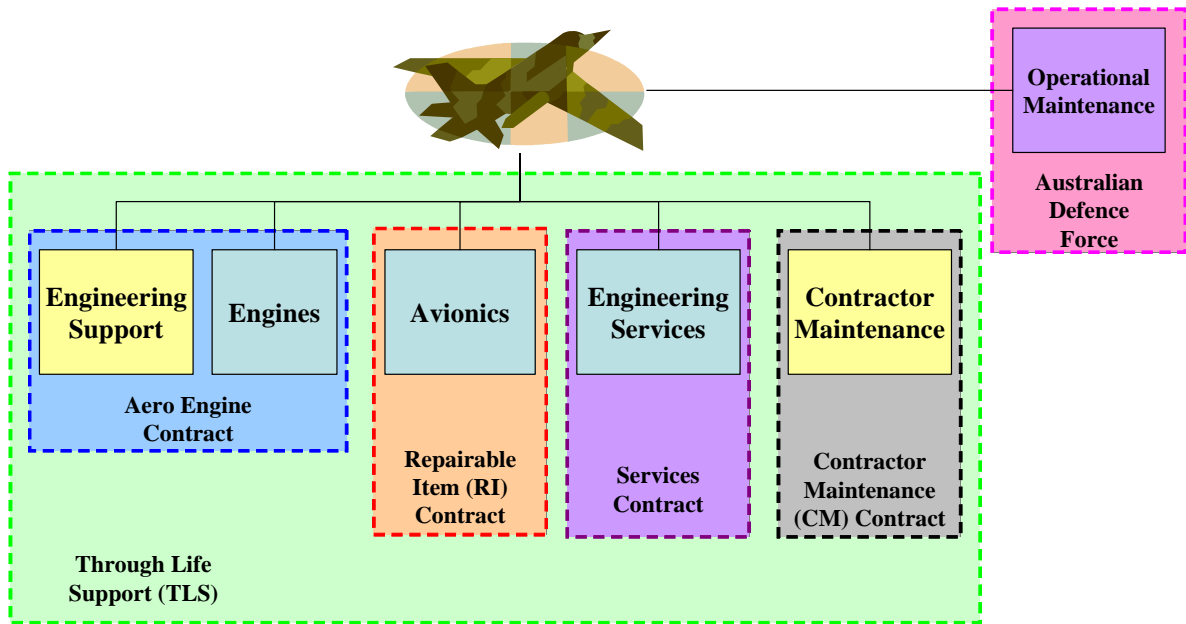 Operational
Maintenance
Australian
Defence
Force
Engineering
Support
Engines
Aero Engine
Contract
Avionics
Repairable
Item (RI)
Contract
Engineering
Services
Services
Contract
Contractor
Maintenance
Contractor
Maintenance
(CM) Contract
Through Life
Support (TLS)